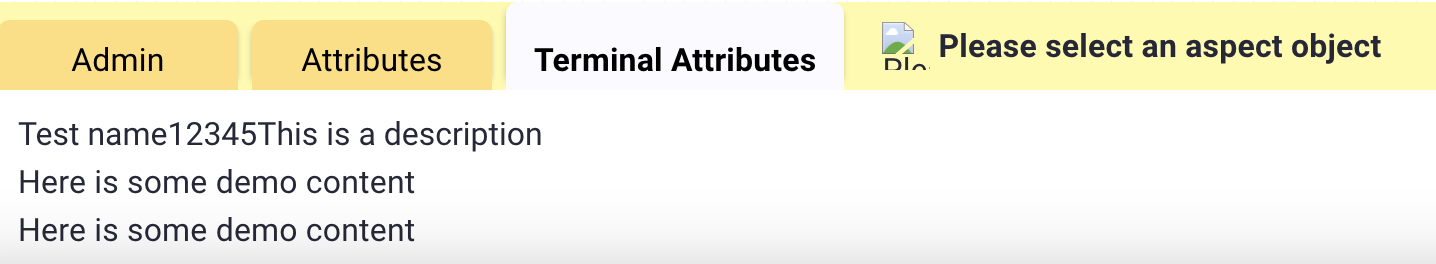 Admin
Attributes
Terminal Attributes
Please select an aspect object
Test name12345This is a description
Here is some demo content
Here is some demo content